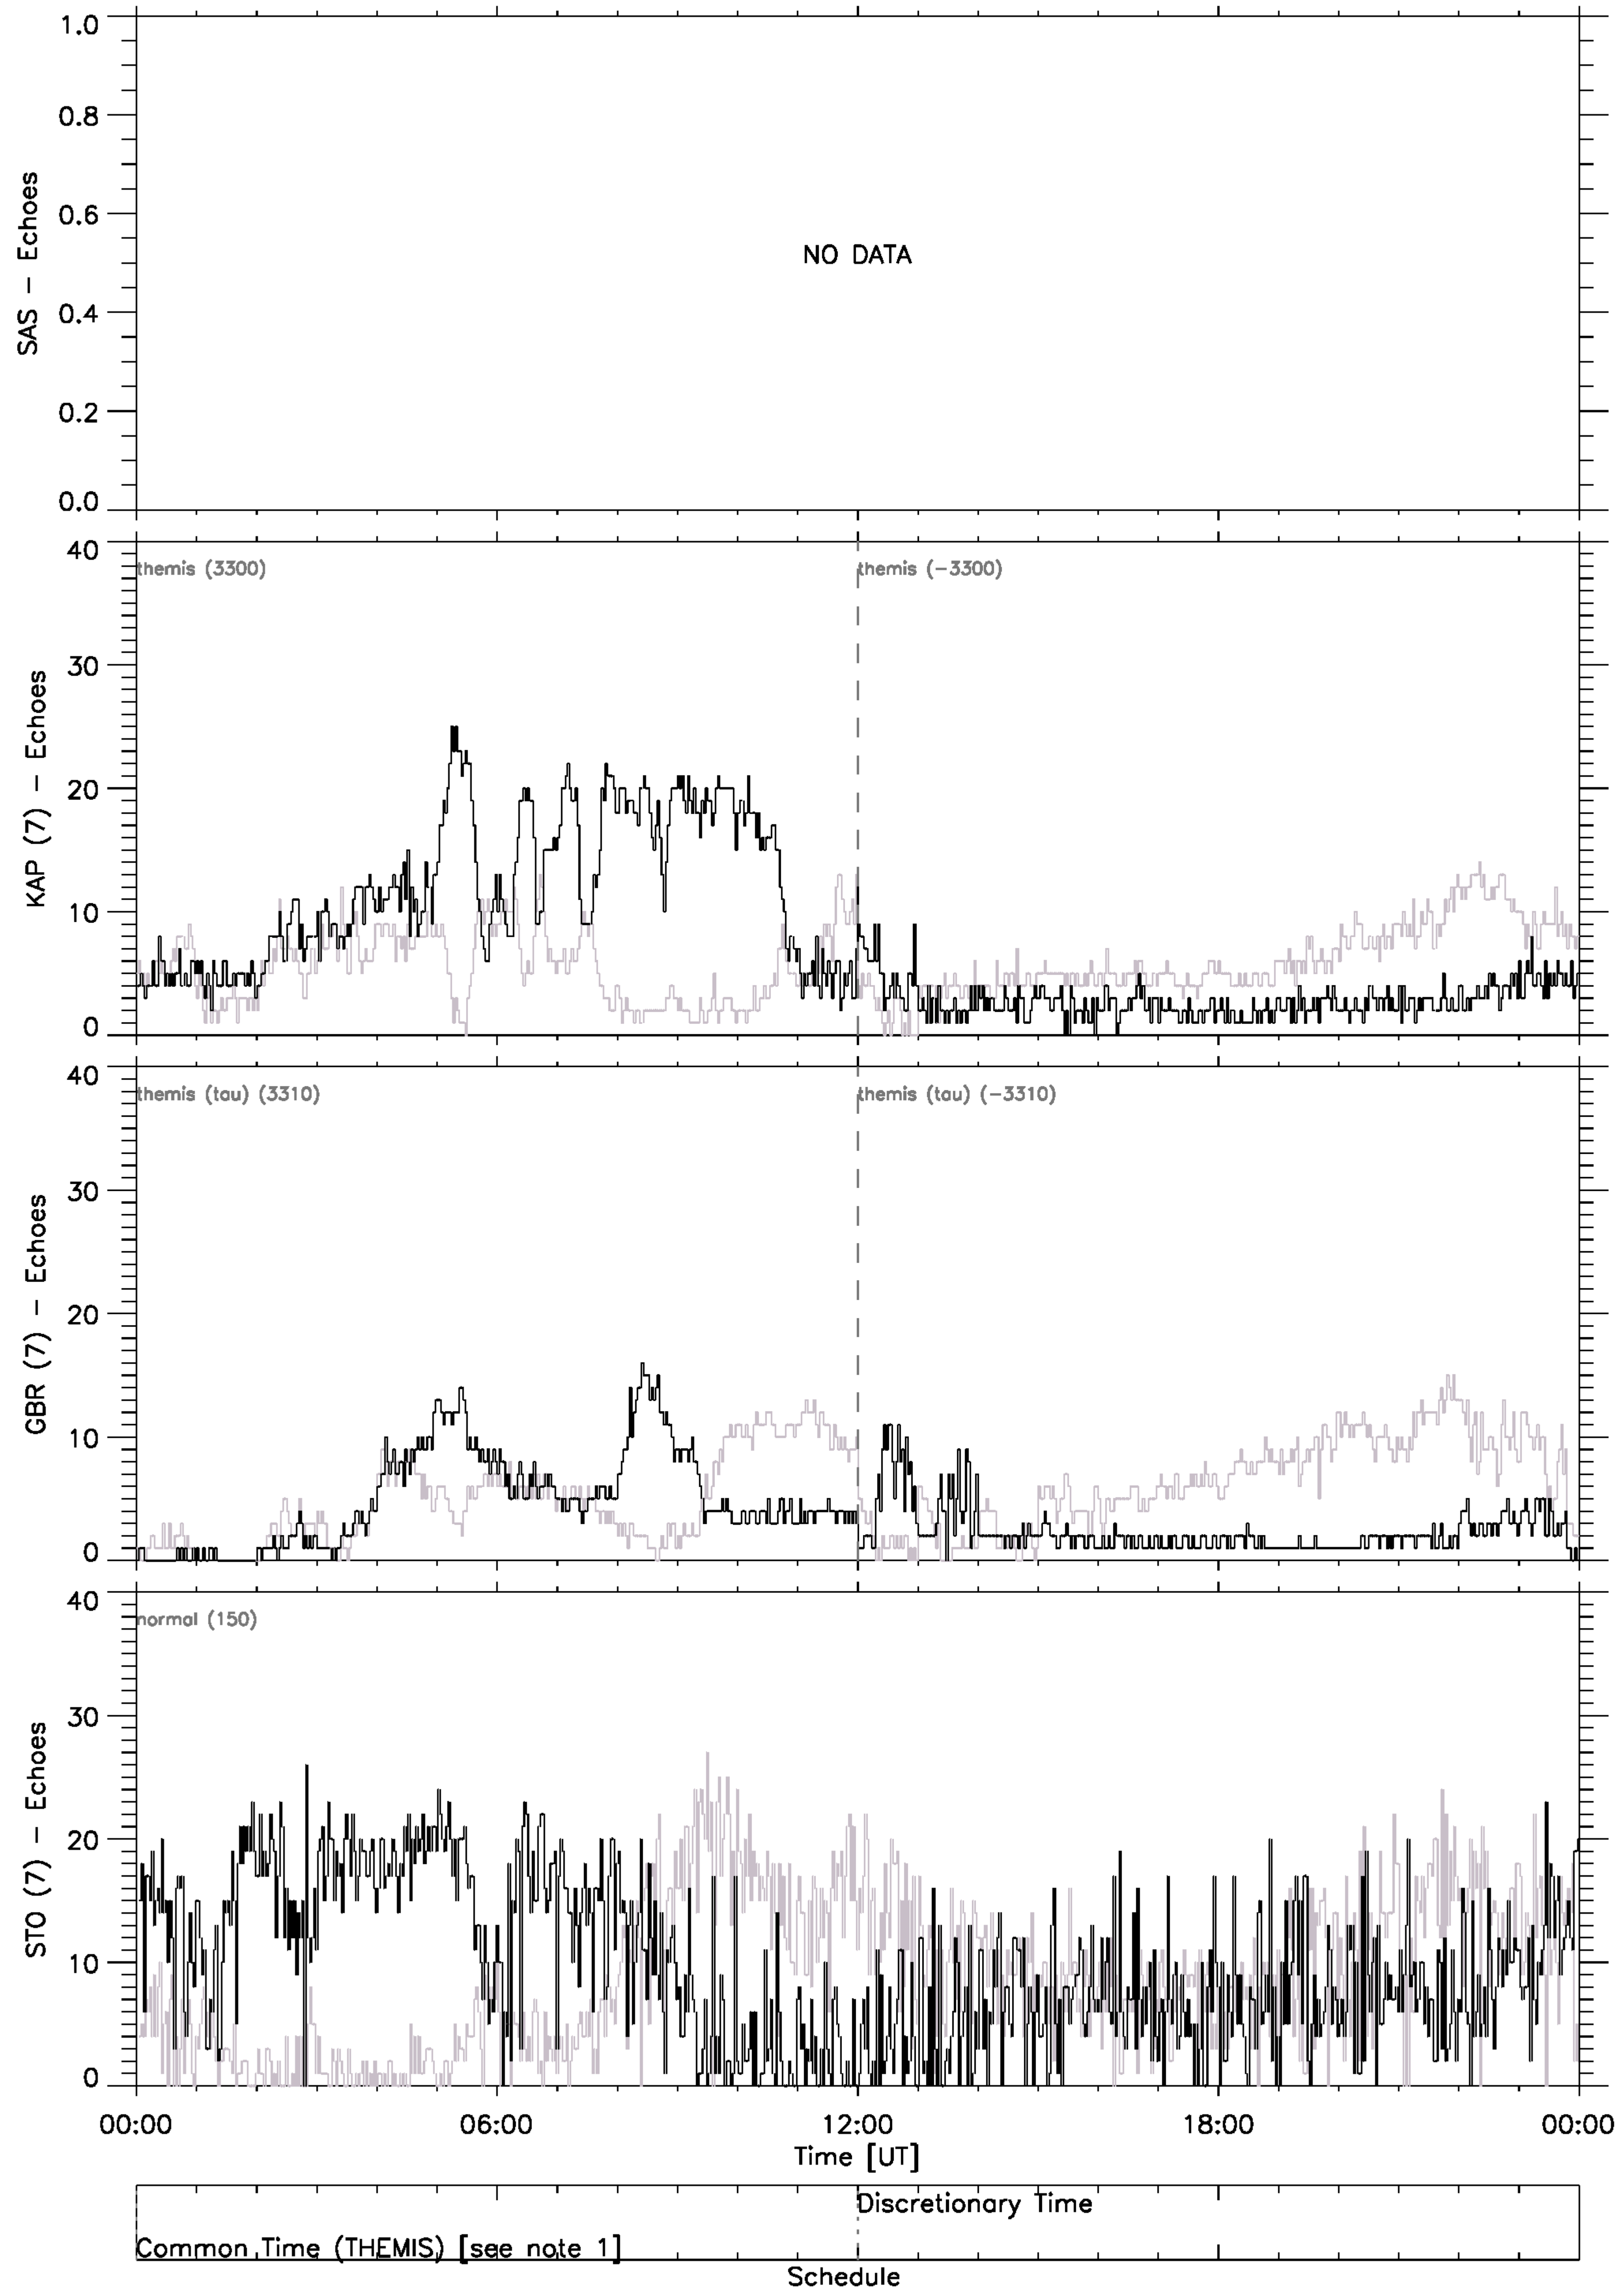 1.0
0.8
0.6
0.4
0.2
0.0
SAS - Echoes
NO DATA
40
30
20
10
0
KAP (7) - Echoes
themis (3300)
themis (-3300)
40
30
20
10
0
GBR (7) - Echoes
themis (tau) (3310)
themis (tau) (-3310)
40
30
20
10
0
STO (7) - Echoes
normal (150)
00:00 06:00 12:00 18:00 00:00
Time [UT]
Discretionary Time
Common Time (THEMIS) [see note 1]
Schedule